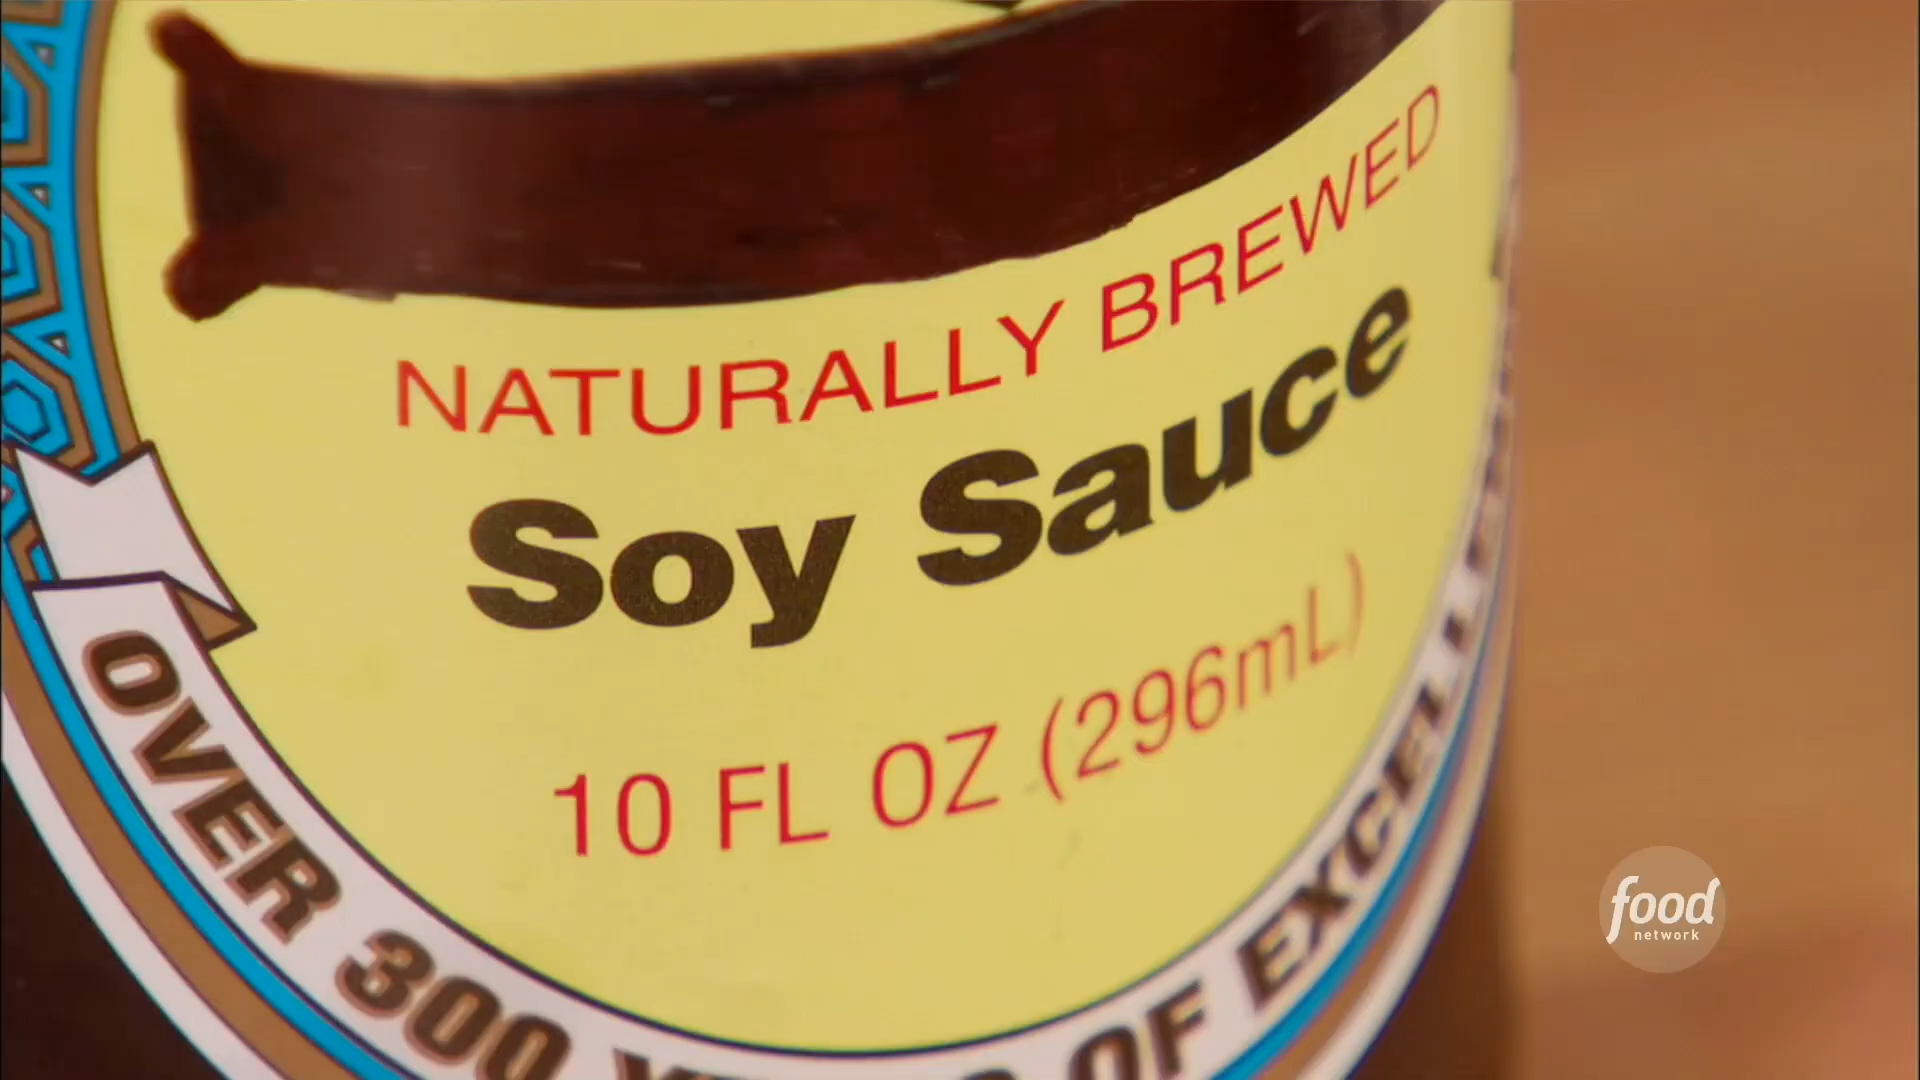 NATURALLY BREWED
Soy Sauce
10 FL OZ (296mL)
OVER 300 OF
food
network